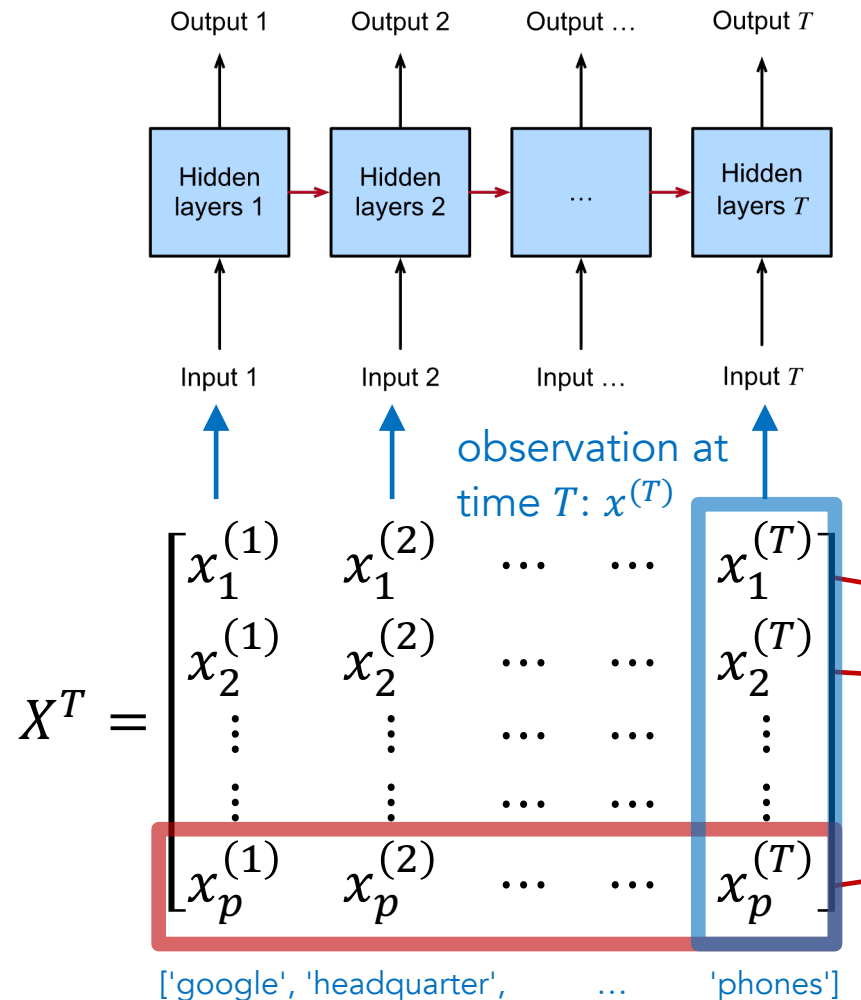 Output 1 Output 2 Output ... Output T
Hidden layers 1 Hidden layers 2 ... Hidden layers T
Input 1 Input 2 Input ... Input T
observation at
time T: x^(T)
x_1^(1) x_1^(2) ⋯ ⋯ x_1^(T)
x_2^(1) x_2^(2) ⋯ ⋯ x_2^(T)
X^T =
⋮ ⋮ ⋯ ⋯ ⋮
⋮ ⋮ ⋯ ⋯ ⋮
x_p^(1) x_p^(2) ⋯ ⋯ x_p^(T)
['google', 'headquarter', ... 'phones']